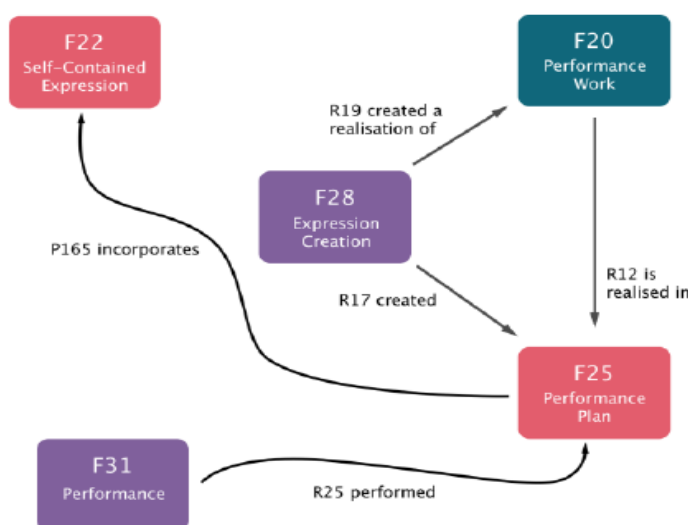 F22
Self-Contained
Expression
F20
Performance
Work
R19 created a
realisation of
F28
Expression
Creation
P165 incorporates
R12 is
realised in
R17 created
F25
Performance
Plan
F31
Performance
R25 performed